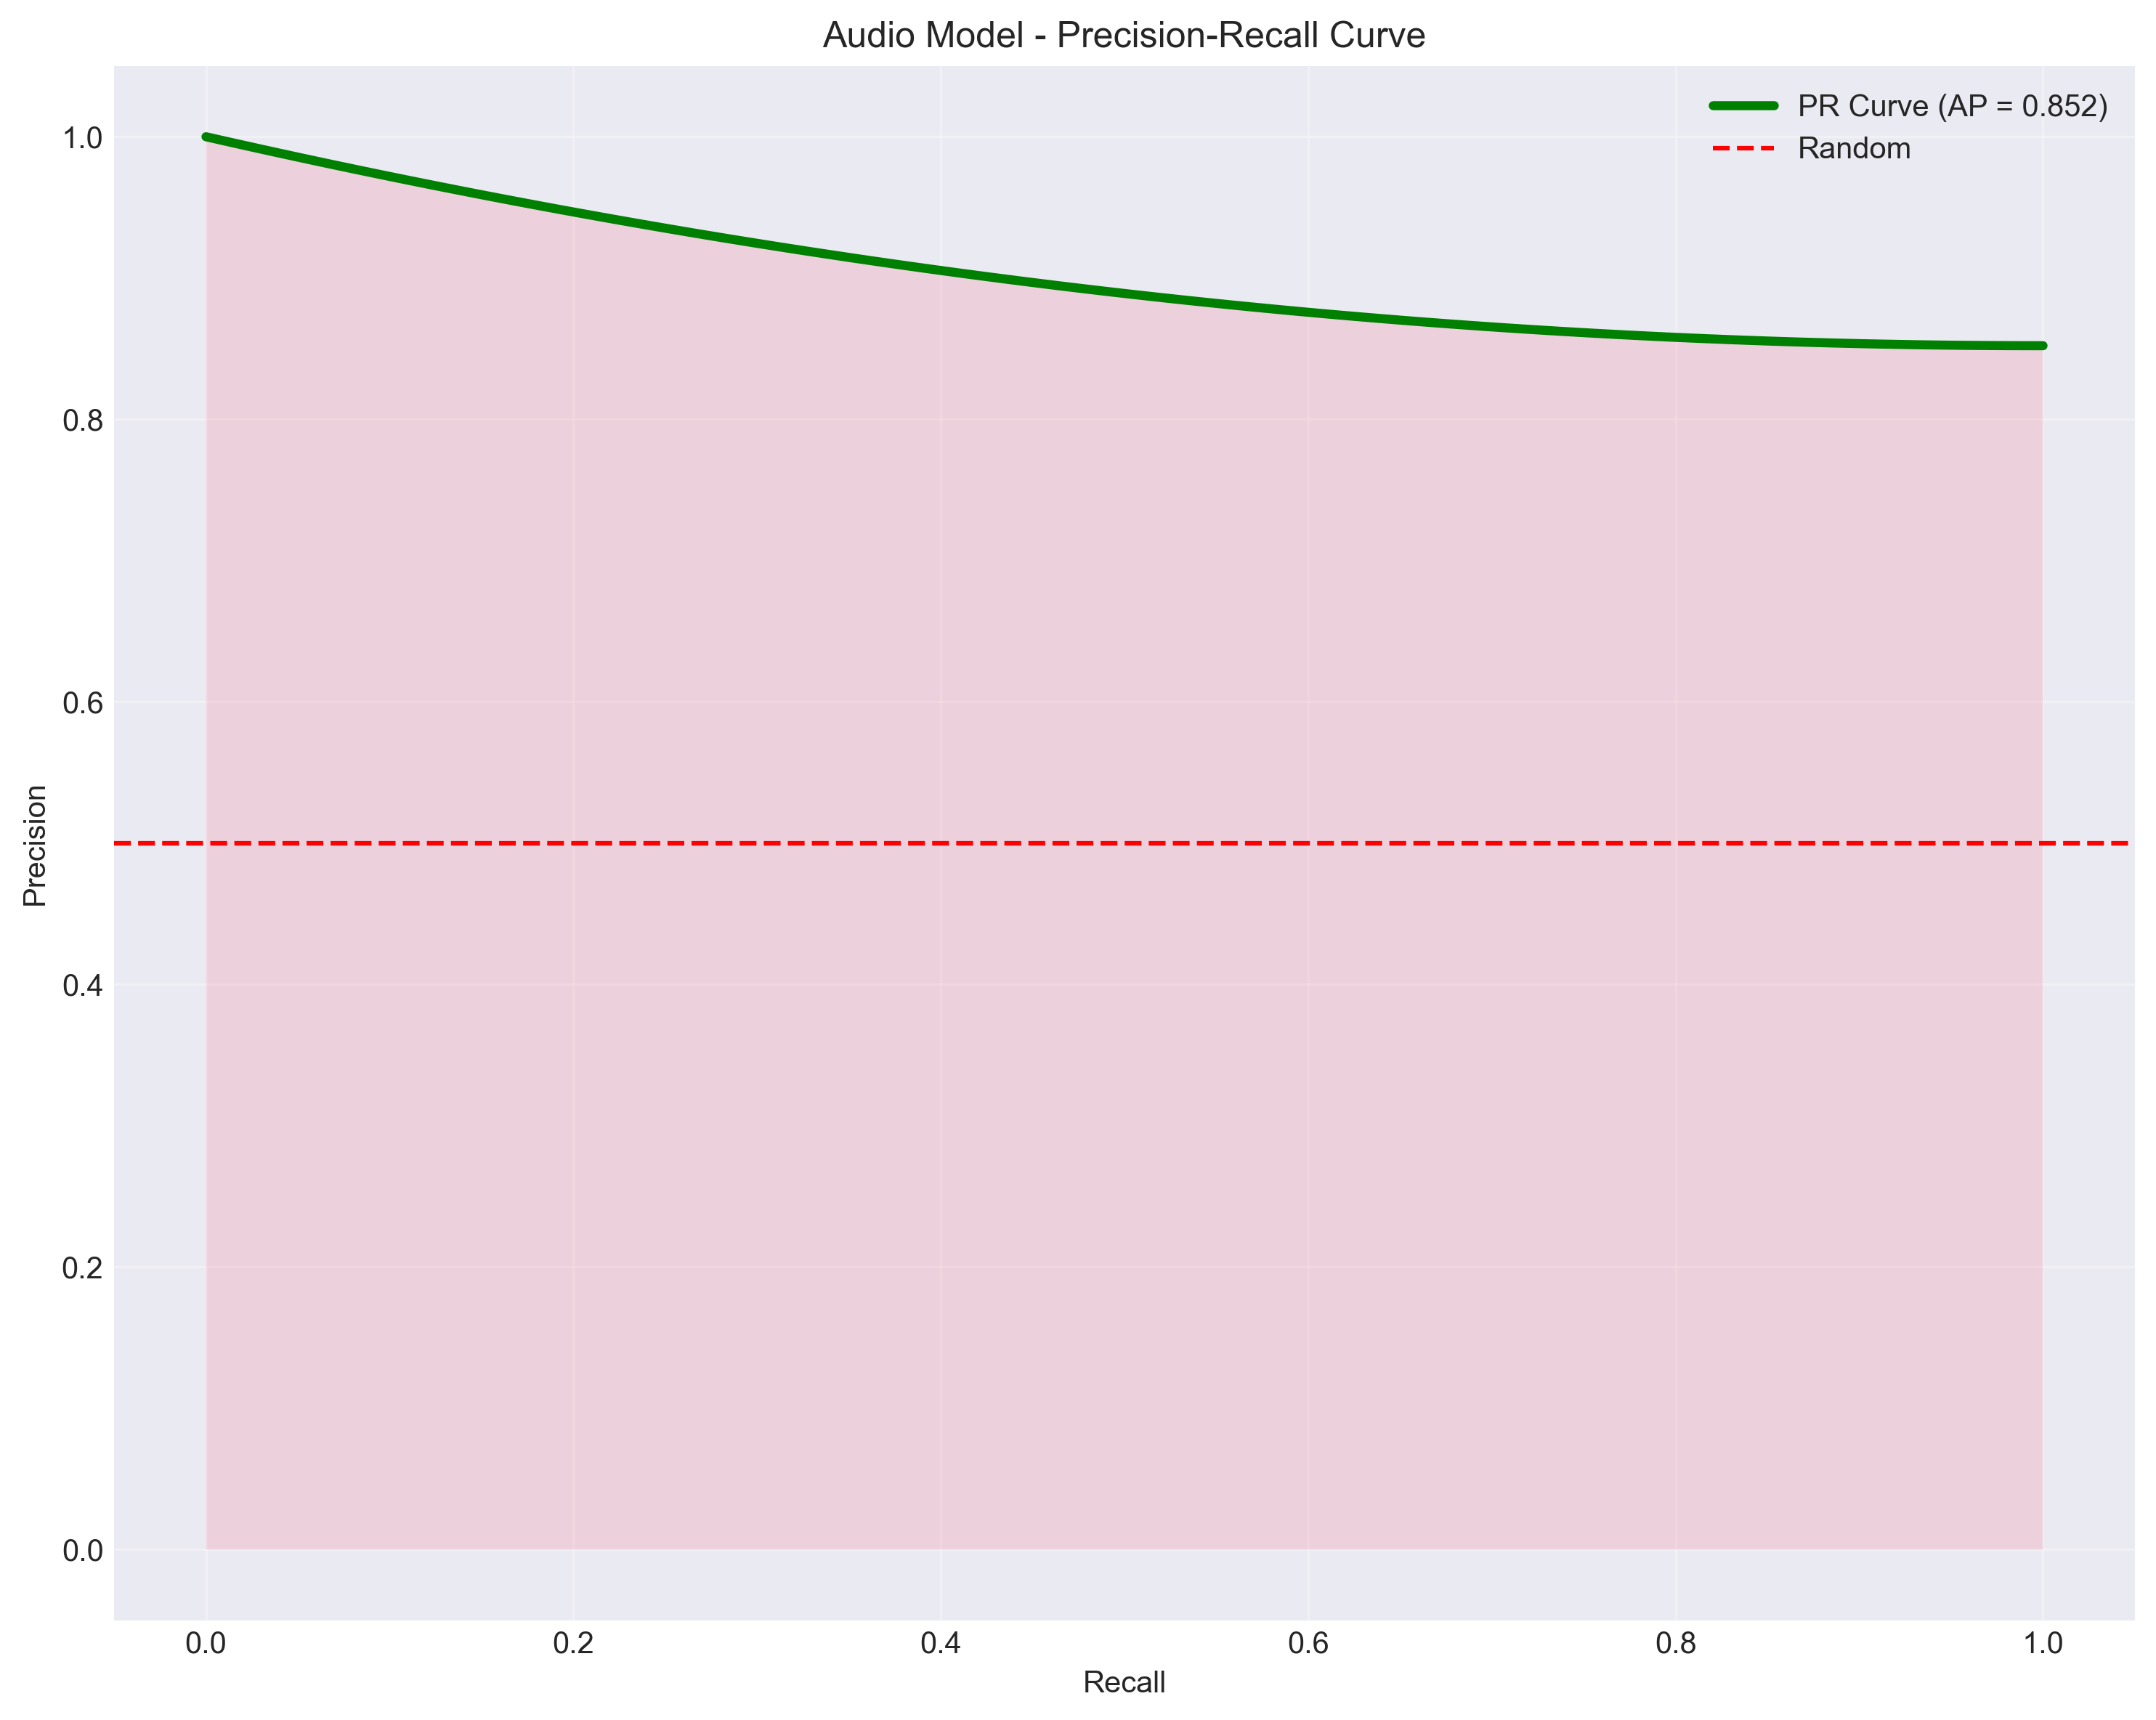 Audio Model - Precision-Recall Curve
PR Curve (AP = 0.852)
Random
1.0
0.8
0.6
0.4
0.2
0.0
Precision
0.0 0.2 0.4 0.6 0.8 1.0
Recall